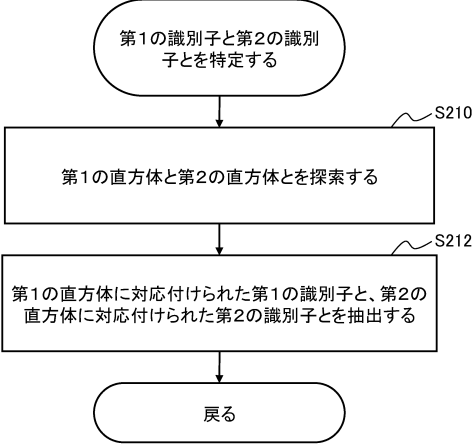 第１の識別子と第２の識別
子とを特定する
S210
第１の直方体と第２の直方体とを探索する
S212
第１の直方体に対応付けられた第１の識別子と、第２の
直方体に対応付けられた第２の識別子とを抽出する
戻る